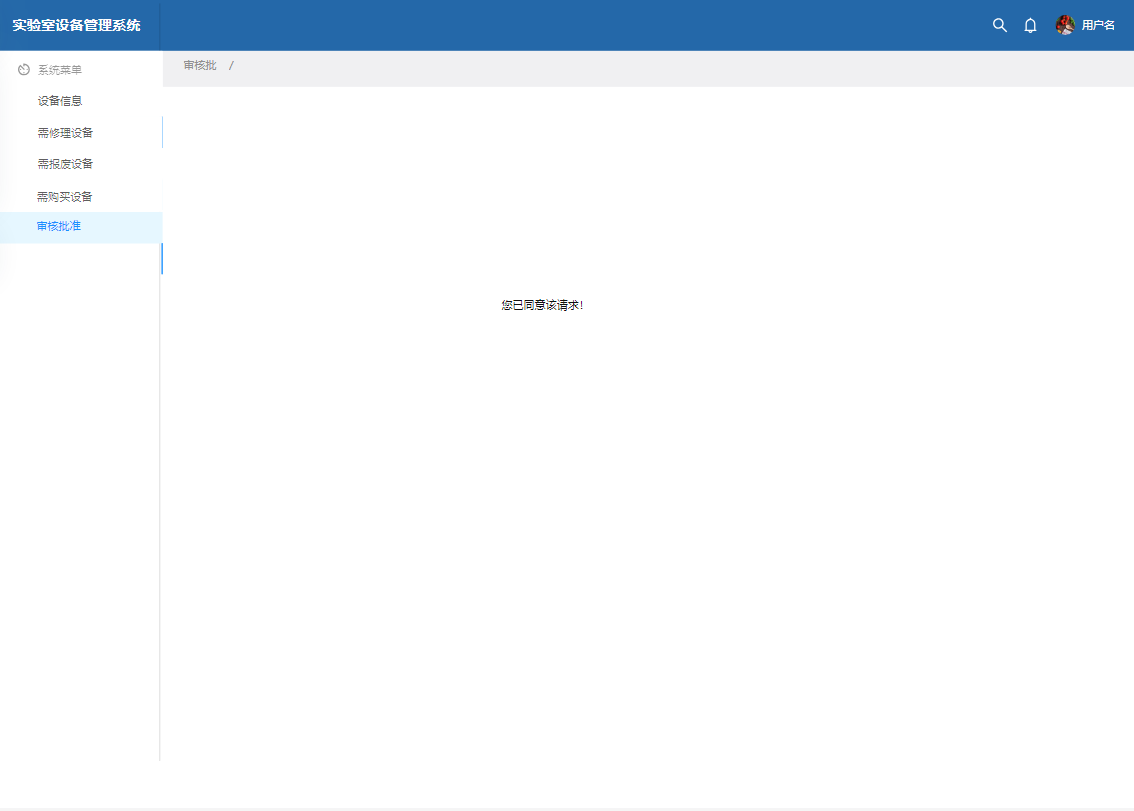 实验室设备管理系统
用户名
系统菜单
审核批 /
设备信息
需修理设备
需报废设备
需购买设备
审核批准
您已同意该请求!